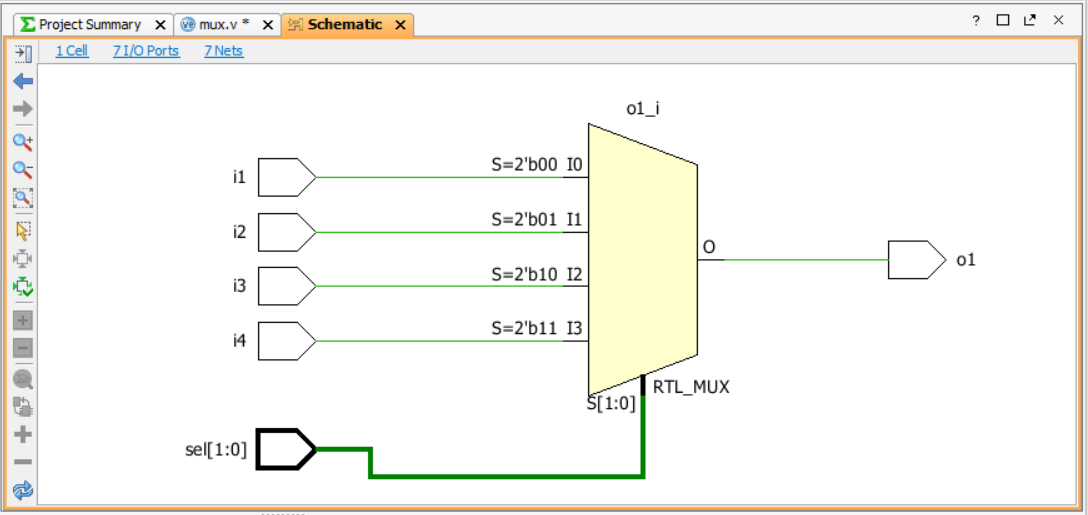 Project Summary
mux.v *
Schematic
?
1 Cell
7 I/O Ports
7 Nets
o1_i
i1
S=2'b00 I0
i2
S=2'b01 I1
O
o1
i3
S=2'b10 I2
i4
S=2'b11 I3
RTL_MUX
S[1:0]
sel[1:0]